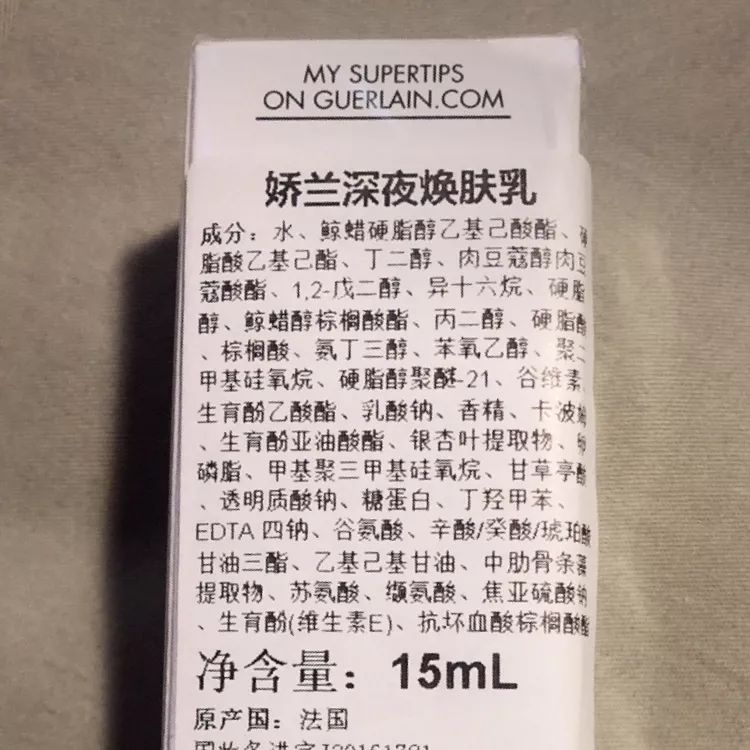 MY SUPERTIPS
ON GUERLAIN.COM
娇兰深夜焕肤乳
成分：水、鲸蜡硬脂醇乙基己酸酯、硬
脂酸乙基己酯、丁二醇、肉豆蔻醇肉豆
蔻酸酯、1,2-戊二醇、异十六烷、硬脂
醇、鲸蜡醇棕榈酸酯、丙二醇、硬脂酸
、棕榈酸、氨丁三醇、苯氧乙醇、聚二
甲基硅氧烷、硬脂醇聚醚-21、谷维素、
生育酚乙酸酯、乳酸钠、香精、卡波姆
、生育酚亚油酸酯、银杏叶提取物、卵
磷脂、甲基聚三甲基硅氧烷、甘草亭酸
、透明质酸钠、糖蛋白、丁羟甲苯、
EDTA 四钠、谷氨酸、辛酸/癸酸/琥珀酸
甘油三酯、乙基己基甘油、中肋骨条藻
提取物、苏氨酸、缬氨酸、焦亚硫酸钠
、生育酚(维生素E)、抗坏血酸棕榈酸酯
净含量：15mL
原产国：法国